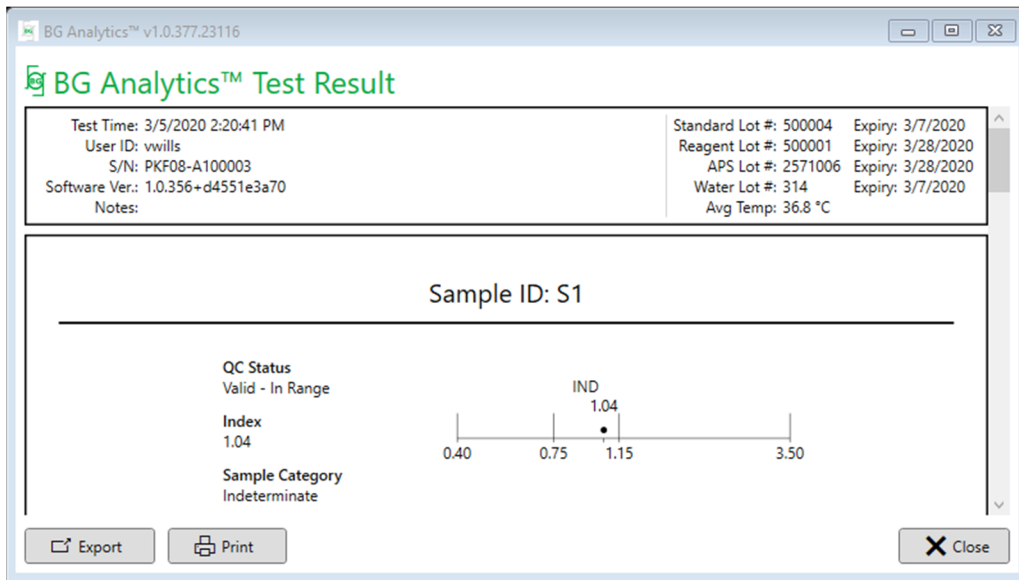 BG Analytics™ v1.0.377.23116
BG Analytics™ Test Result
Test Time: 3/5/2020 2:20:41 PM
User ID: vwills
S/N: PKF08-A100003
Software Ver.: 1.0.356+d4551e3a70
Notes:
Standard Lot #: 500004 Expiry: 3/7/2020
Reagent Lot #: 500001 Expiry: 3/28/2020
APS Lot #: 2571006 Expiry: 3/28/2020
Water Lot #: 314 Expiry: 3/7/2020
Avg Temp: 36.8 °C
Sample ID: S1
QC Status
Valid - In Range
Index
1.04
Sample Category
Indeterminate
IND
1.04
0.40 0.75 1.15 3.50
Export Print Close